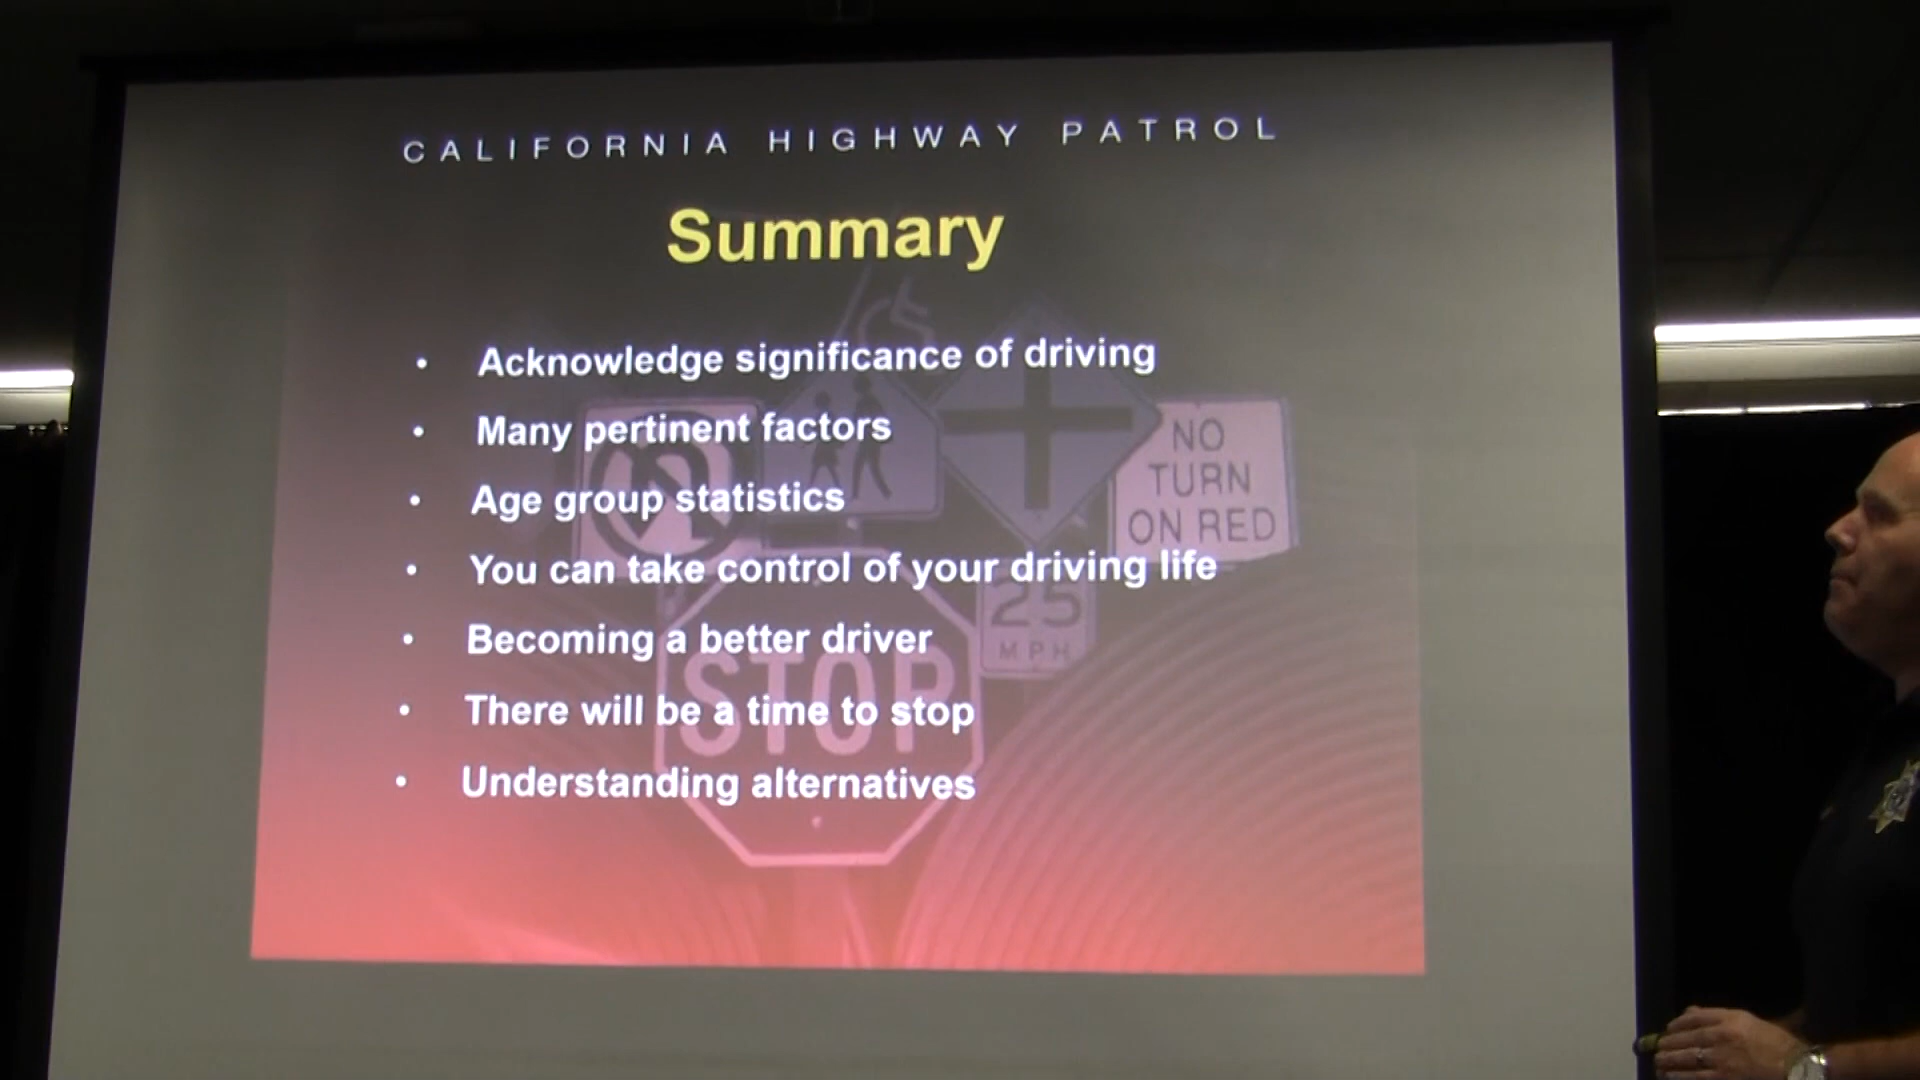 CALIFORNIA HIGHWAY PATROL
Summary
• Acknowledge significance of driving
• Many pertinent factors
• Age group statistics
• You can take control of your driving life
• Becoming a better driver
• There will be a time to stop
• Understanding alternatives
NO
TURN
ON RED
25
MPH
STOP